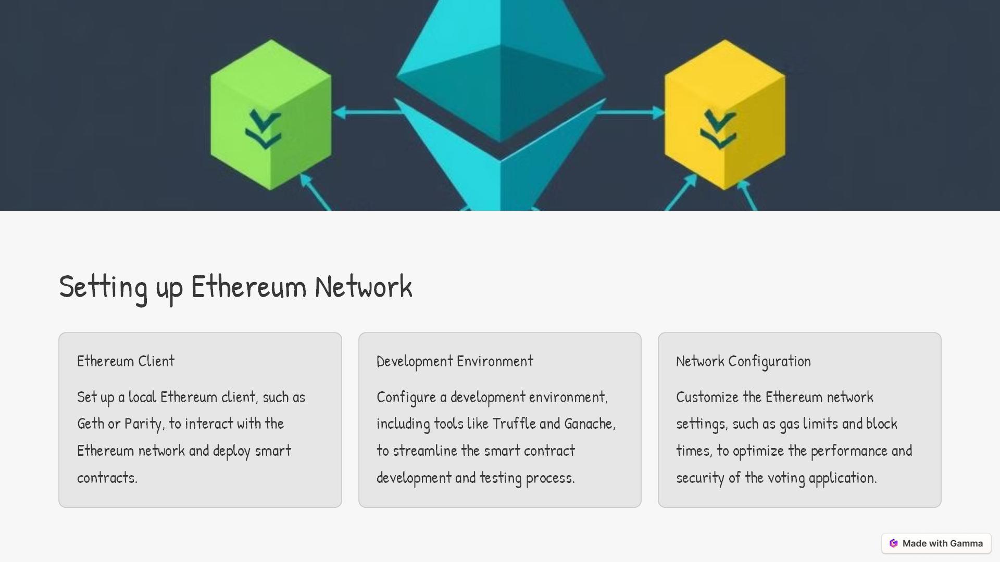 Setting up Ethereum Network
Ethereum Client
Set up a local Ethereum client, such as
Geth or Parity, to interact with the
Ethereum network and deploy smart
contracts.
Development Environment
Configure a development environment,
including tools like Truffle and Ganache,
to streamline the smart contract
development and testing process.
Network Configuration
Customize the Ethereum network
settings, such as gas limits and block
times, to optimize the performance and
security of the voting application.
Made with Gamma